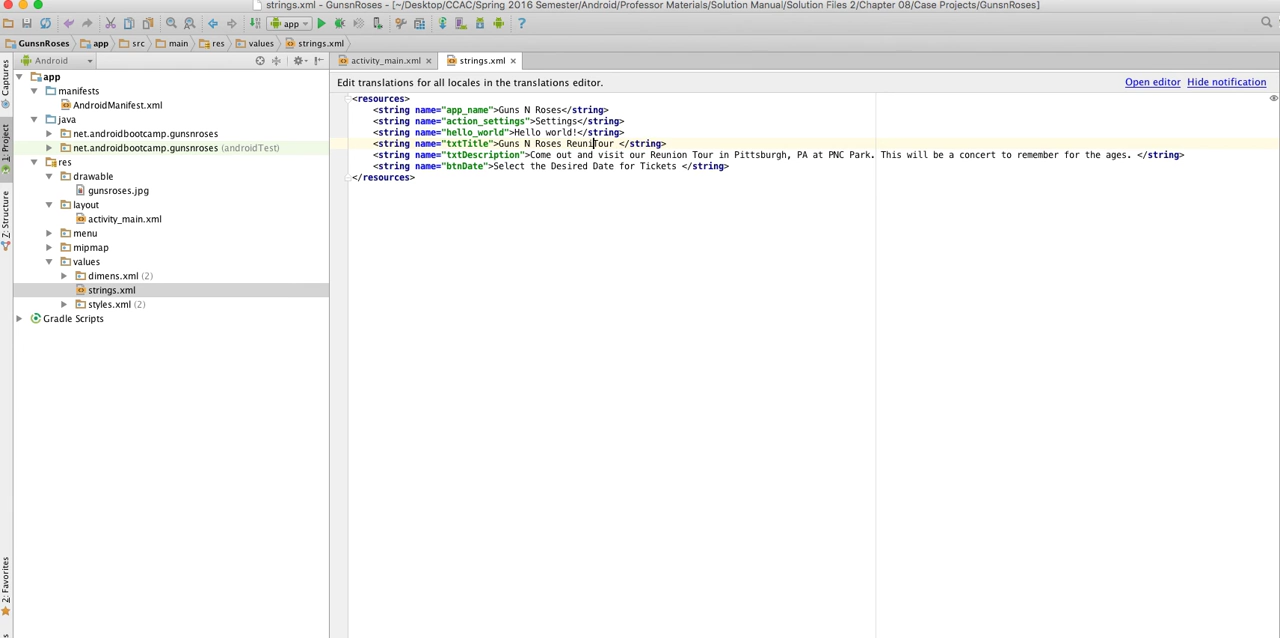 strings.xml - GunsnRoses - [~/Desktop/CCAC/Spring 2016 Semester/Android/Professor Materials/Solution Manual/Solution Files 2/Chapter 08/Case Projects/GunsnRoses]
app
?
GunsnRoses
app
src
main
res
values
strings.xml
Android
activity_main.xml
strings.xml
Captures
1: Project
Z: Structure
2: Favorites
app
manifests
AndroidManifest.xml
java
net.androidbootcamp.gunsnroses
net.androidbootcamp.gunsnroses (androidTest)
res
drawable
gunsroses.jpg
layout
activity_main.xml
menu
mipmap
values
dimens.xml (2)
strings.xml
styles.xml (2)
Gradle Scripts
Edit translations for all locales in the translations editor.
Open editor
Hide notification
<resources>
<string name="app_name">Guns N Roses</string>
<string name="action_settings">Settings</string>
<string name="hello_world">Hello world!</string>
<string name="txtTitle">Guns N Roses ReuniTour </string>
<string name="txtDescription">Come out and visit our Reunion Tour in Pittsburgh, PA at PNC Park. This will be a concert to remember for the ages. </string>
<string name="btnDate">Select the Desired Date for Tickets </string>
</resources>